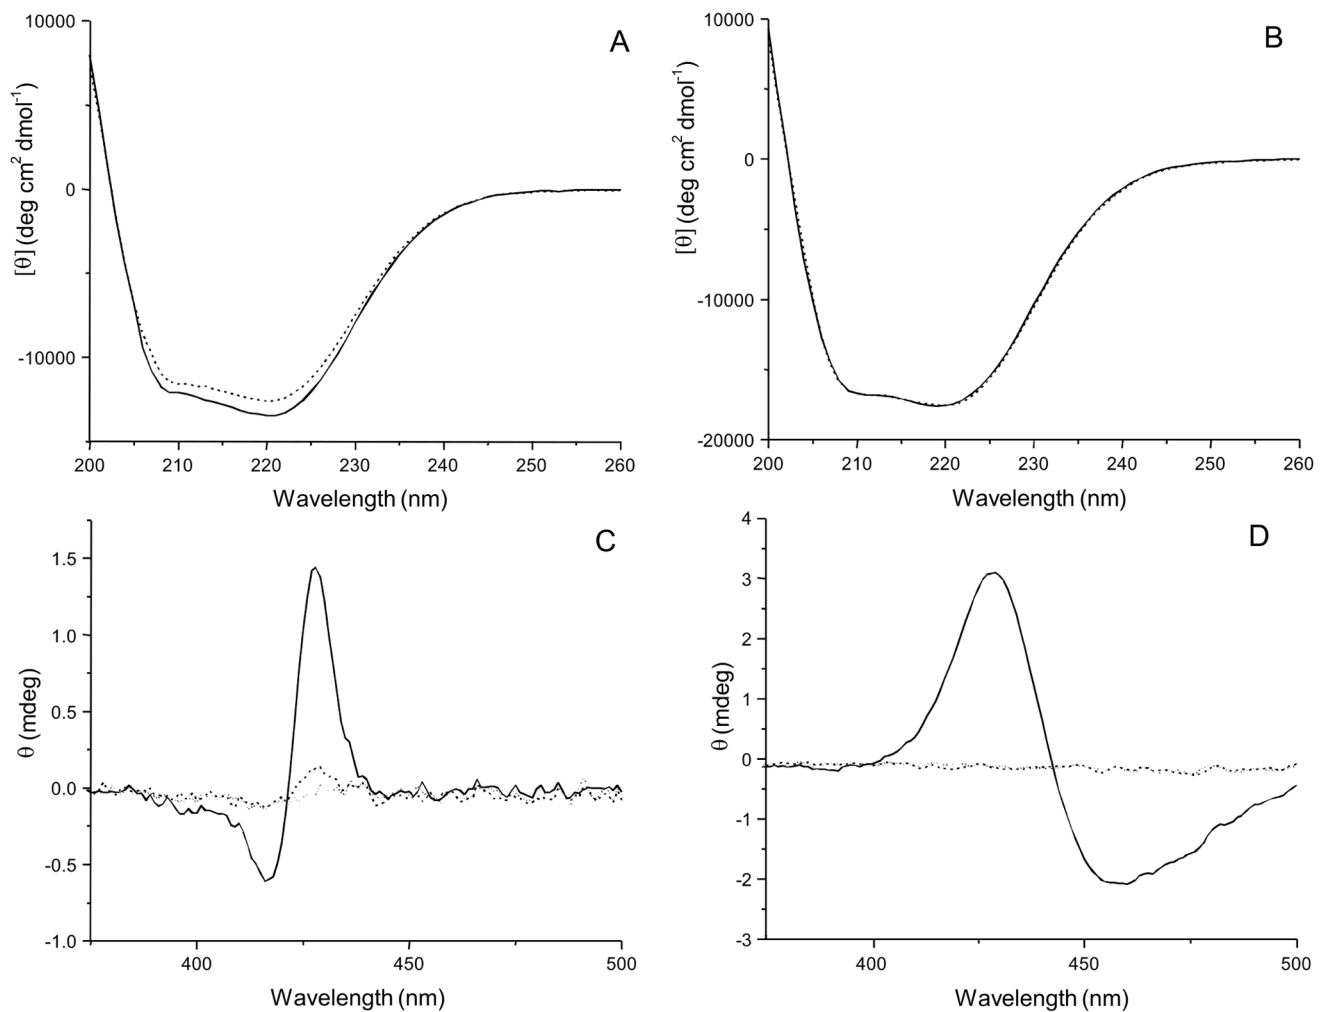 A
10000
0
-10000
[θ] (deg cm² dmol⁻¹)
200 210 220 230 240 250 260
Wavelength (nm)
B
10000
0
-10000
-20000
[θ] (deg cm² dmol⁻¹)
200 210 220 230 240 250 260
Wavelength (nm)
C
1.5
1.0
0.5
0.0
-0.5
-1.0
θ (mdeg)
400 450 500
Wavelength (nm)
D
4
3
2
1
0
-1
-2
-3
θ (mdeg)
400 450 500
Wavelength (nm)